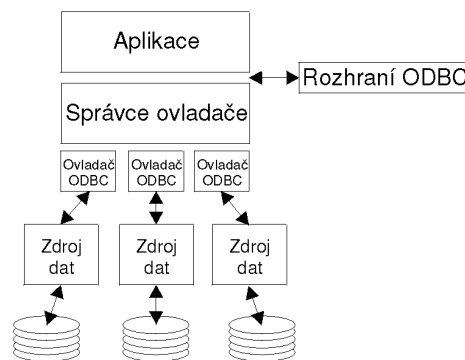 Aplikace
Rozhraní ODBC
Správce ovladače
Ovladač
ODBC
Ovladač
ODBC
Ovladač
ODBC
Zdroj
dat
Zdroj
dat
Zdroj
dat